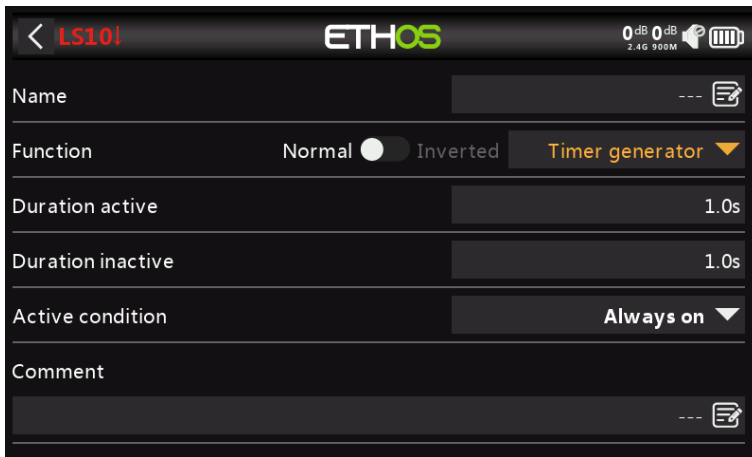 LS10↓ ETHOS 0dB 0dB
2.4G 900M
Name ---
Function Normal Inverted Timer generator
Duration active 1.0s
Duration inactive 1.0s
Active condition Always on
Comment
---